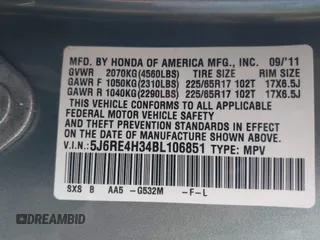 MFD. BY HONDA OF AMERICA MFG., INC. 09/'11
GVWR 2070KG(4560LBS) TIRE SIZE RIM SIZE
GAWR F 1050KG(2310LBS) 225/65R17 102T 17X6.5J
GAWR R 1040KG(2290LBS) 225/65R17 102T 17X6.5J
THIS VEHICLE CONFORMS TO ALL APPLICABLE
FEDERAL MOTOR VEHICLE SAFETY AND
THEFT PREVENTION STANDARDS IN EFFECT ON
THE DATE OF MANUFACTURE SHOWN ABOVE.
V.I.N.: 5J6RE4H34BL106851 TYPE: MPV
SXS B AA5 -G532M -F-L
DREAMBID